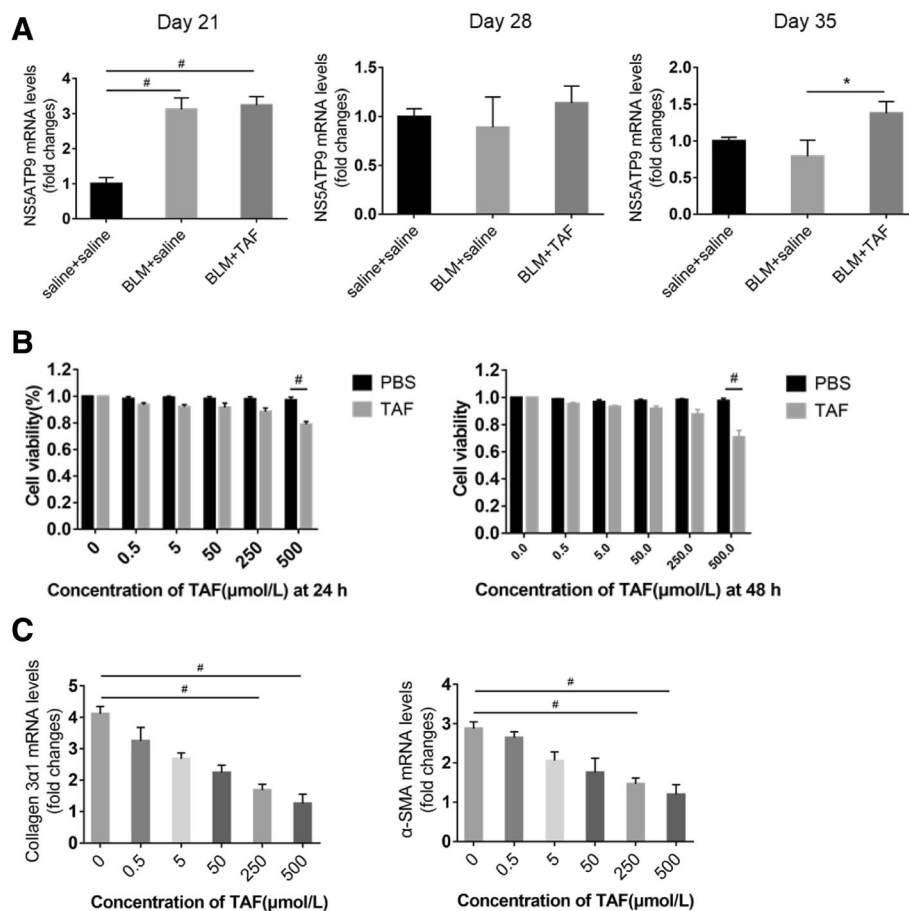 A
Day 21
Day 28
Day 35
NS5ATP9 mRNA levels
(fold changes)
4
3
2
1
0
#
#
saline+saline
BLM+saline
BLM+TAF
NS5ATP9 mRNA levels
(fold changes)
1.5
1.0
0.5
0.0
saline+saline
BLM+saline
BLM+TAF
NS5ATP9 mRNA levels
(fold changes)
2.0
1.5
1.0
0.5
0.0
*
saline+saline
BLM+saline
BLM+TAF
B
Cell viability(%)
1.2
1.0
0.8
0.6
0.4
0.2
0.0
#
PBS
TAF
0
0.5
5
50
250
500
Concentration of TAF(μmol/L) at 24 h
Cell viability
1.2
1.0
0.8
0.6
0.4
0.2
0.0
#
PBS
TAF
0.0
0.5
5.0
50.0
250.0
500.0
Concentration of TAF(μmol/L) at 48 h
C
Collagen 3α1 mRNA levels
(fold changes)
5
4
3
2
1
0
#
#
0
0.5
5
50
250
500
Concentration of TAF(μmol/L)
α-SMA mRNA levels
(fold changes)
4
3
2
1
0
#
#
0
0.5
5
50
250
500
Concentration of TAF(μmol/L)